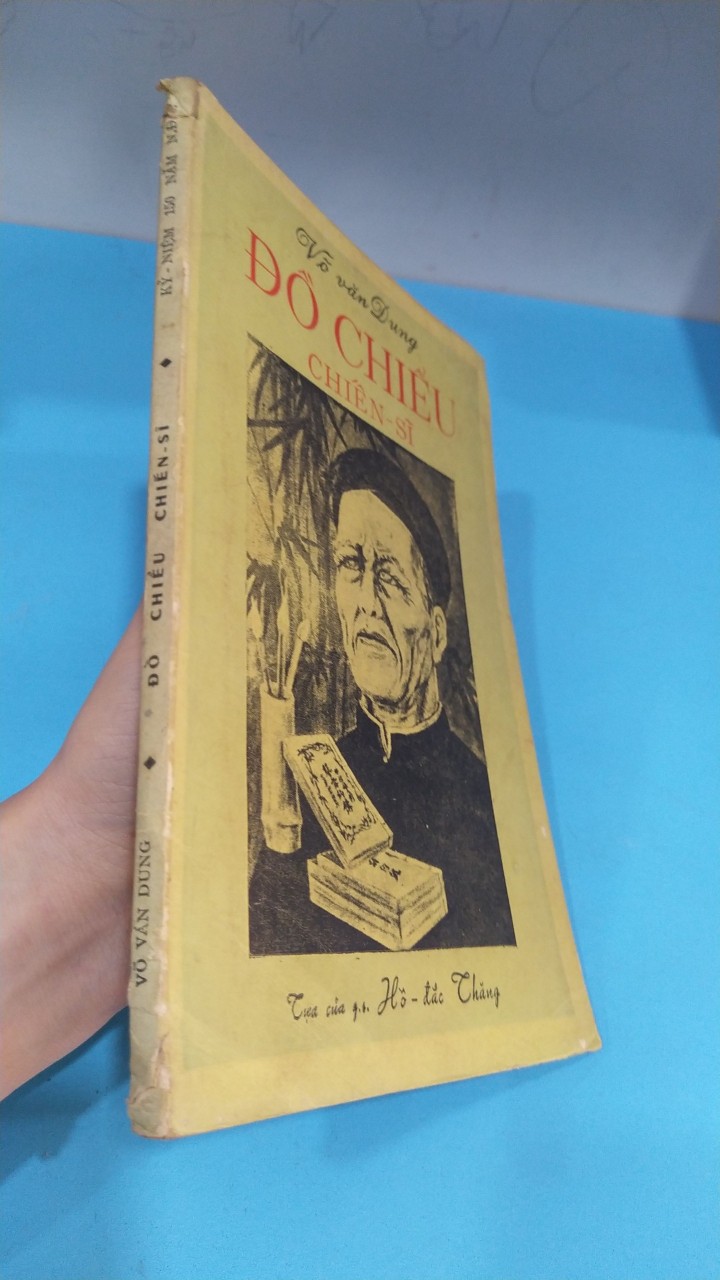 Võ văn Dung
ĐỒ CHIỂU
CHIẾN-SĨ
Tựa của g.s. Hồ-đắc Thăng
VÕ VĂN DUNG ◆ ĐỒ CHIỂU CHIẾN-SĨ ◆ KỶ-NIỆM 150 NĂM